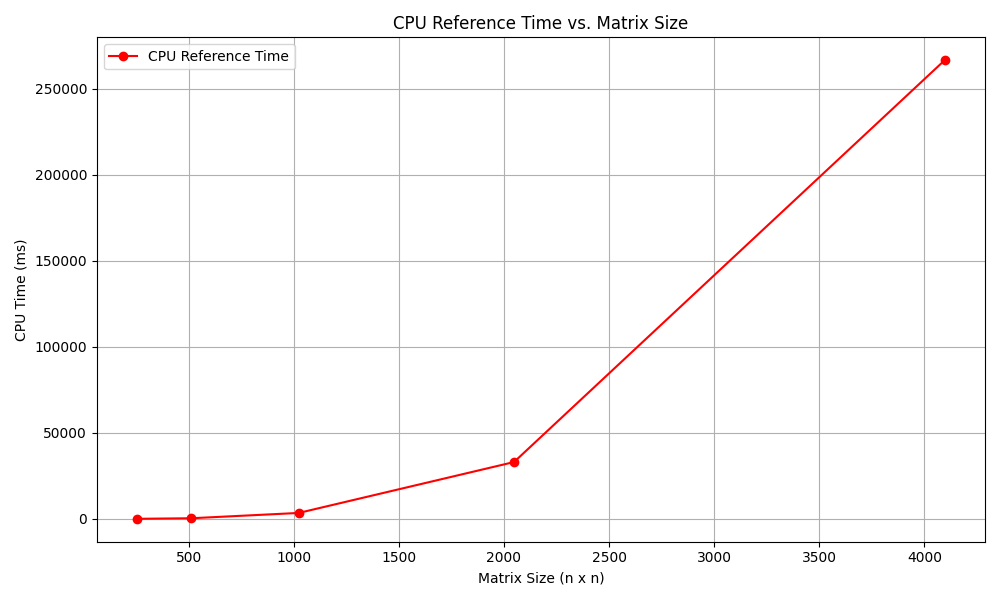 CPU Reference Time vs. Matrix Size
CPU Reference Time
CPU Time (ms)
250000
200000
150000
100000
50000
0
500 1000 1500 2000 2500 3000 3500 4000
Matrix Size (n x n)